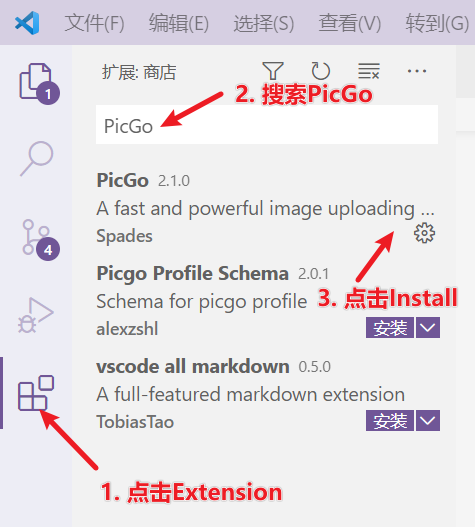 文件(F) 编辑(E) 选择(S) 查看(V) 转到(G)
扩展: 商店
1
2. 搜索PicGo
PicGo
PicGo 2.1.0
A fast and powerful image uploading ...
Spades
4
Picgo Profile Schema 2.0.1
Schema for picgo profile
3. 点击Install
alexzshl
安装
vscode all markdown 0.5.0
A full-featured markdown extension
TobiasTao
安装
1. 点击Extension